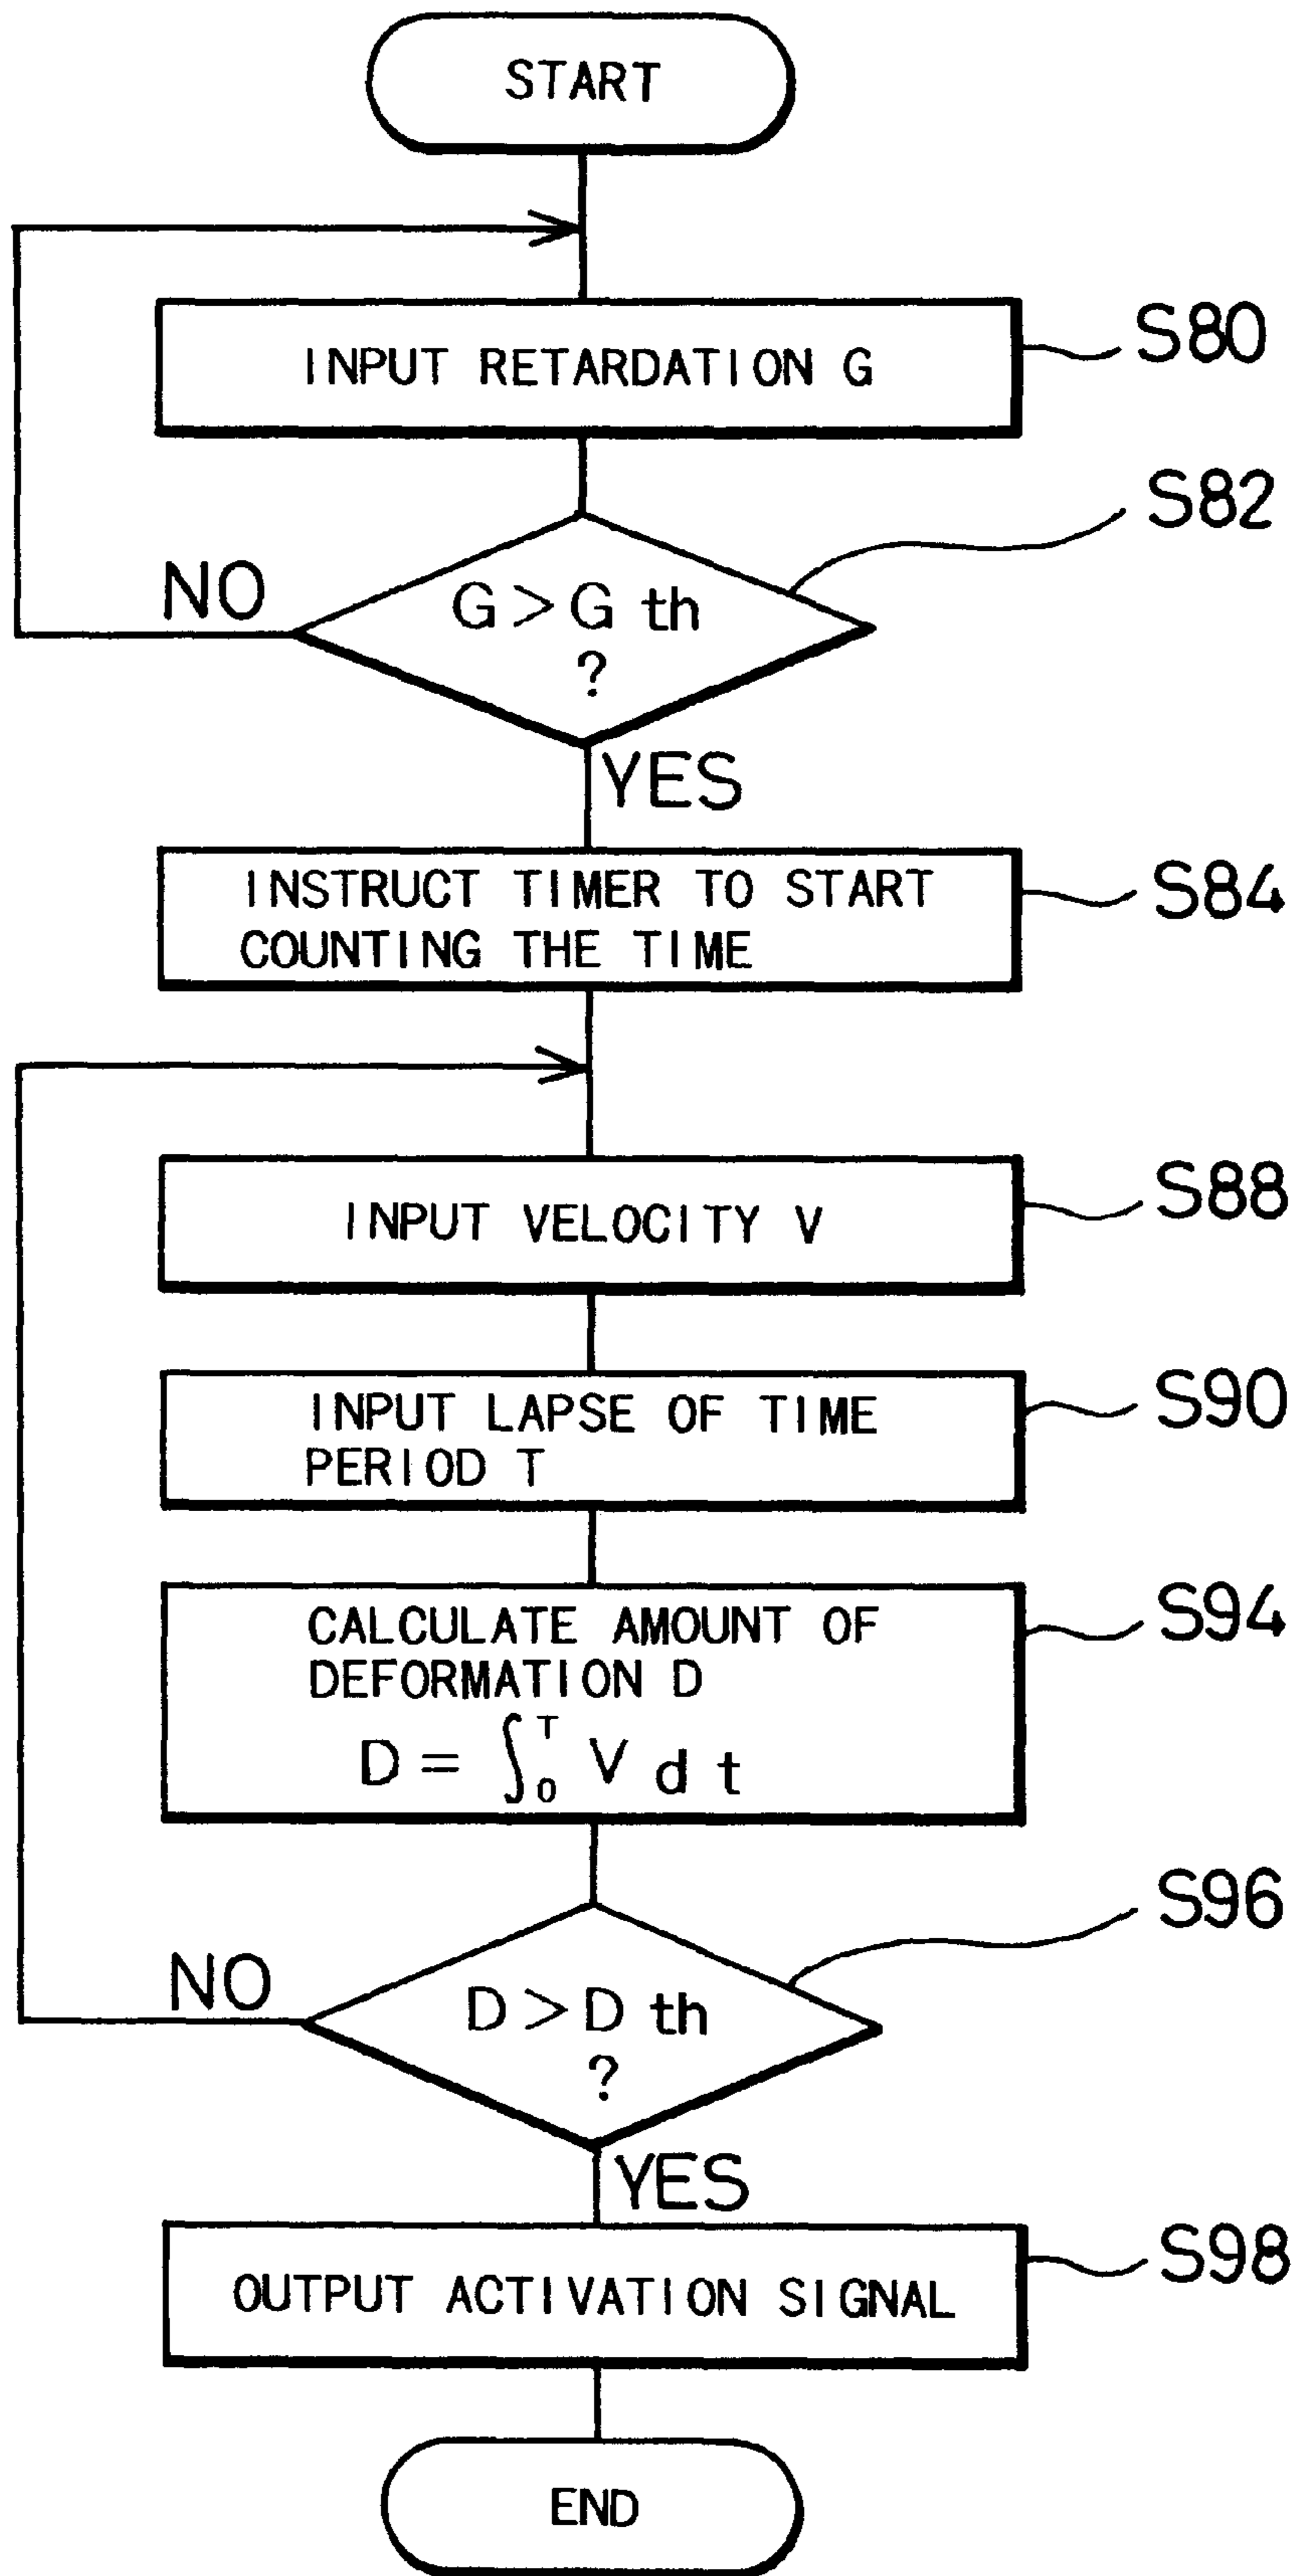 START
INPUT RETARDATION G
S80
S82
G > G th
?
NO
YES
INSTRUCT TIMER TO START
COUNTING THE TIME
S84
INPUT VELOCITY V
S88
INPUT LAPSE OF TIME
PERIOD T
S90
CALCULATE AMOUNT OF
DEFORMATION D
D = ∫₀ᵀ V d t
S94
S96
D > D th
?
NO
YES
OUTPUT ACTIVATION SIGNAL
S98
END